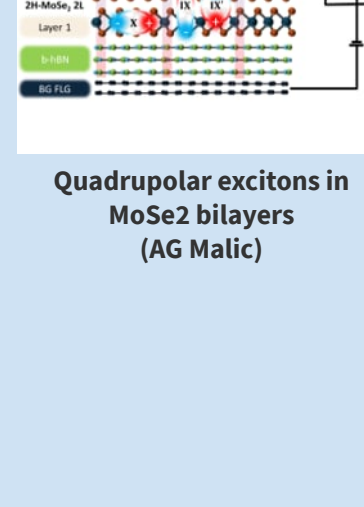 2H-MoSe₂ 2L
IX IX'
Layer 1
X
b-hBN
BG FLG
Quadrupolar excitons in
MoSe2 bilayers
(AG Malic)